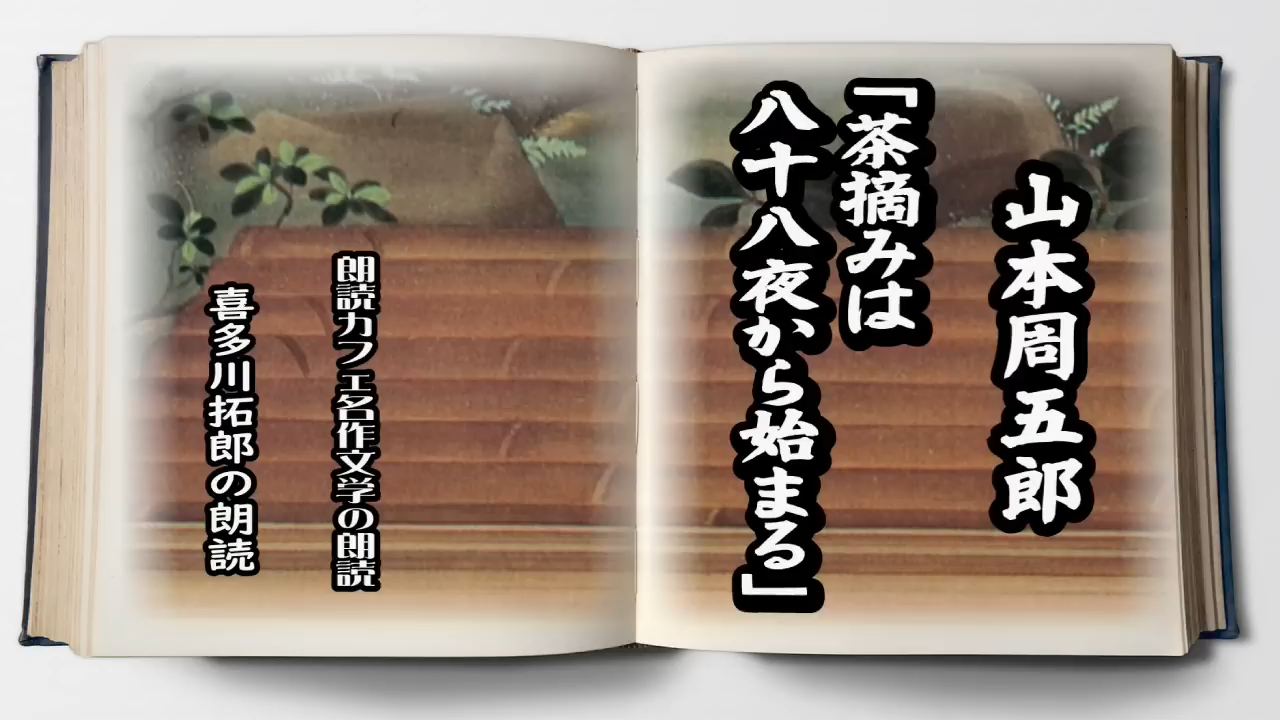 山本周五郎
「茶摘みは
八十八夜から始まる」
朗読カフェ名作文学の朗読
喜多川拓郎の朗読